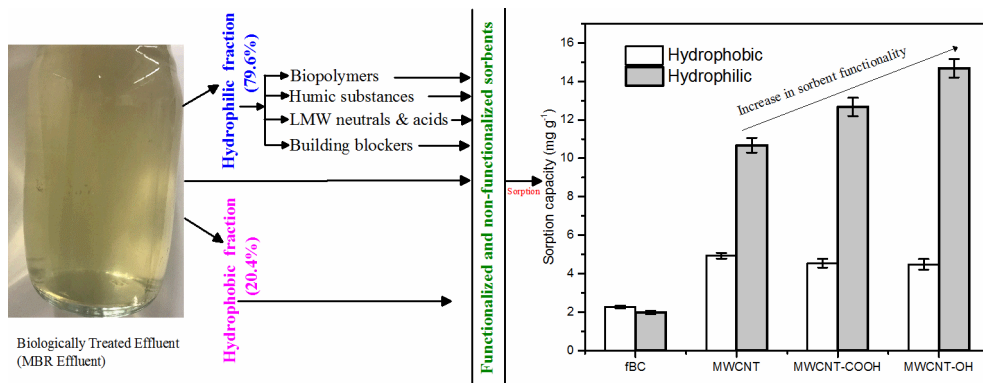 Biologically Treated Effluent
(MBR Effluent)
Hydrophilic fraction
(79.6%)
Biopolymers
Humic substances
LMW neutrals & acids
Building blockers
Hydrophobic fraction
(20.4%)
Functionalized and non-functionalized sorbents
Sorption
Sorption capacity (mg g⁻¹)
16
14
12
10
8
6
4
2
0
Hydrophobic
Hydrophilic
Increase in sorbent functionality
fBC
MWCNT
MWCNT-COOH
MWCNT-OH